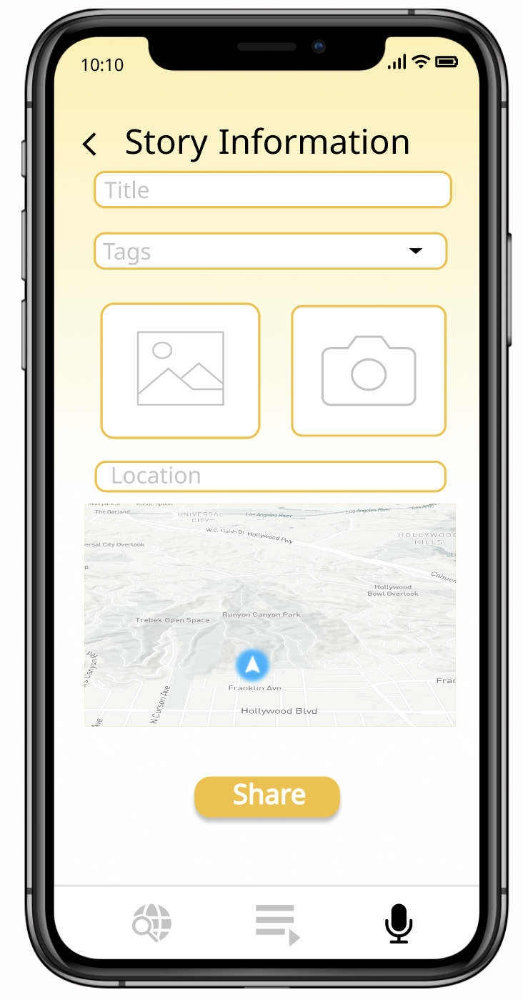 10:10
Story Information
Title
Tags
Location
The Garland
UNIVERSAL
CITY
Los Angeles River
Los Angeles River
W.C. Fields Dr
Hollywood Fwy
HOLLYWOOD
HILLS
ersal City Overlook
Hollywood
Bowl Overlook
Cahuen
Runyon Canyon Park
Trebek Open Space
Franklin Ave
Fran
N Curson Ave
Hollywood Blvd
Share